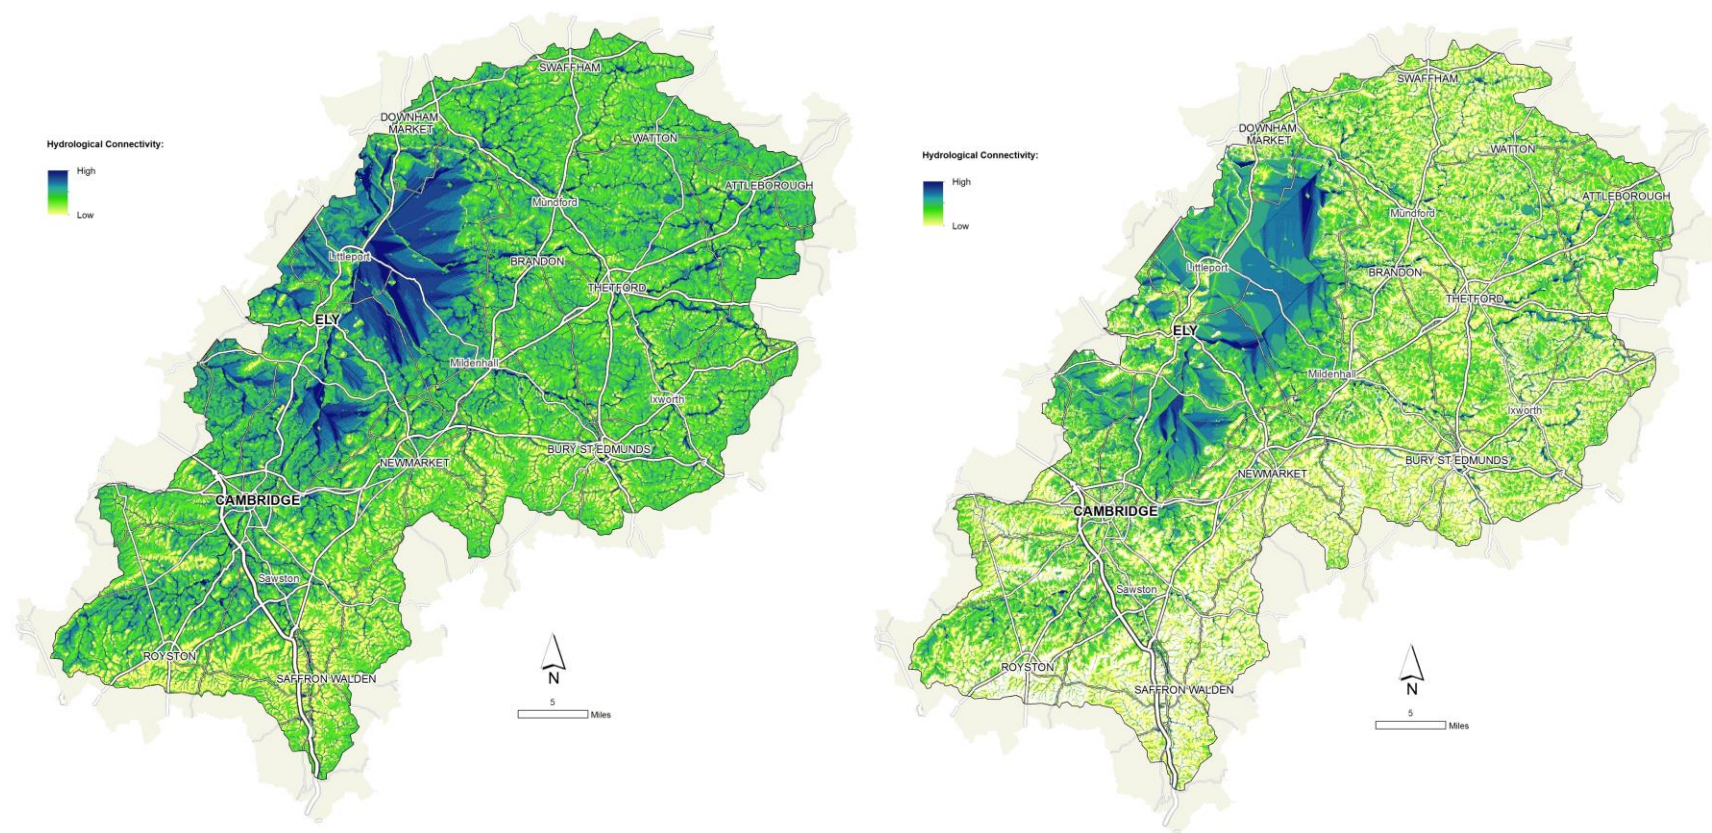 SWAFFHAM
DOWNHAM
MARKET
WATTON
Hydrological Connectivity:
High
Low
ATTLEBOROUGH
Mundford
Littleport
BRANDON
THETFORD
ELY
Mildenhall
Ixworth
BURY ST EDMUNDS
NEWMARKET
CAMBRIDGE
Sawston
ROYSTON
SAFFRON WALDEN
N
5
Miles
SWAFFHAM
DOWNHAM
MARKET
WATTON
Hydrological Connectivity:
High
Low
ATTLEBOROUGH
Mundford
Littleport
BRANDON
THETFORD
ELY
Mildenhall
Ixworth
BURY ST EDMUNDS
NEWMARKET
CAMBRIDGE
Sawston
ROYSTON
SAFFRON WALDEN
N
5
Miles